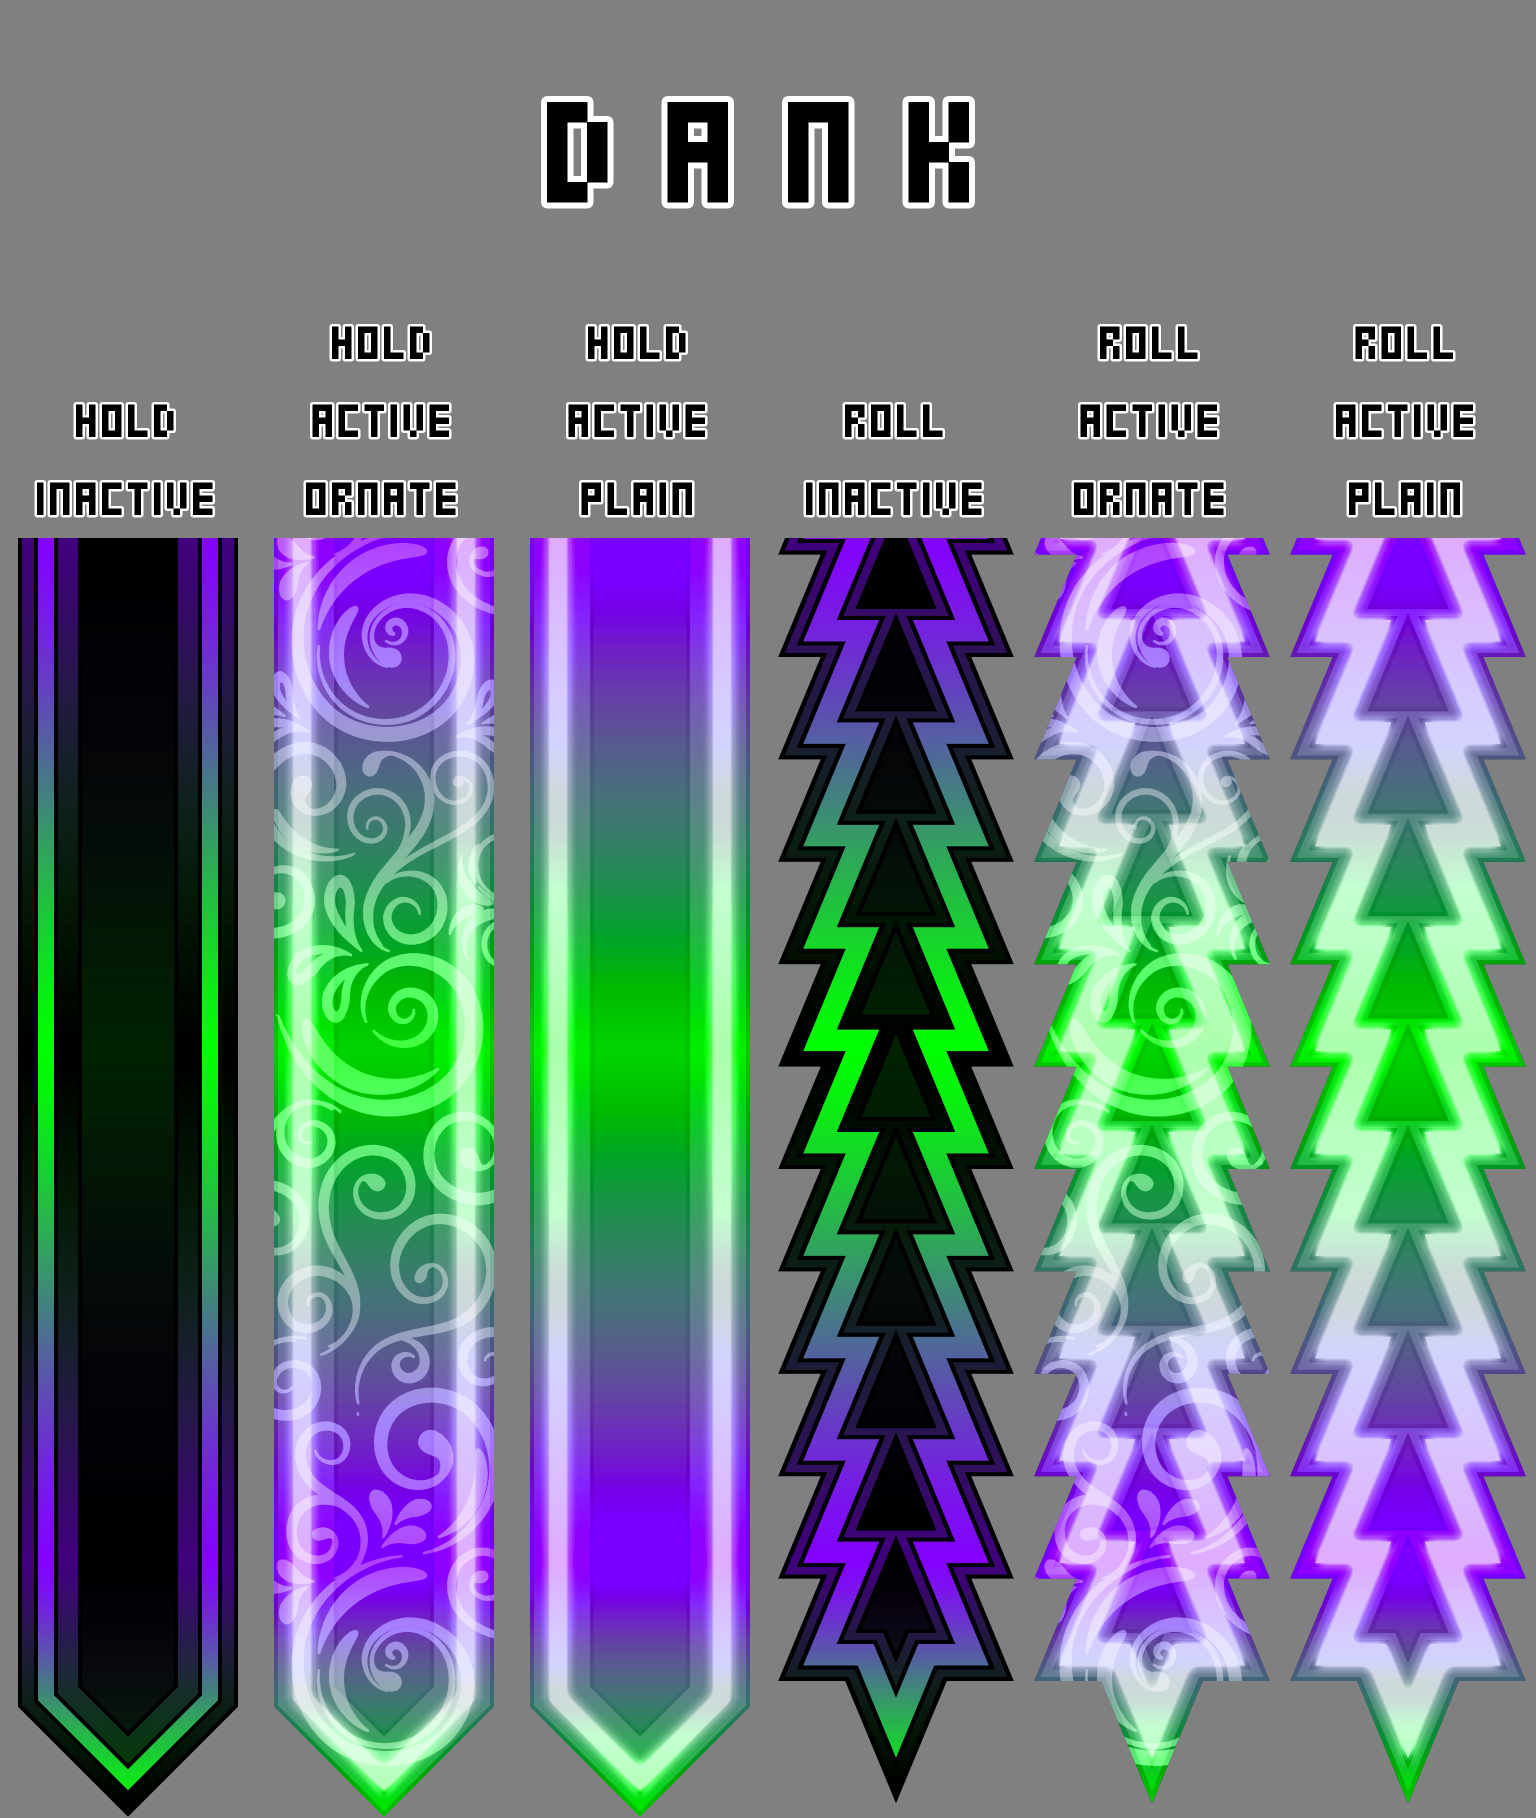 DANK
HOLD
INACTIVE
HOLD
ACTIVE
ORNATE
HOLD
ACTIVE
PLAIN
ROLL
INACTIVE
ROLL
ACTIVE
ORNATE
ROLL
ACTIVE
PLAIN